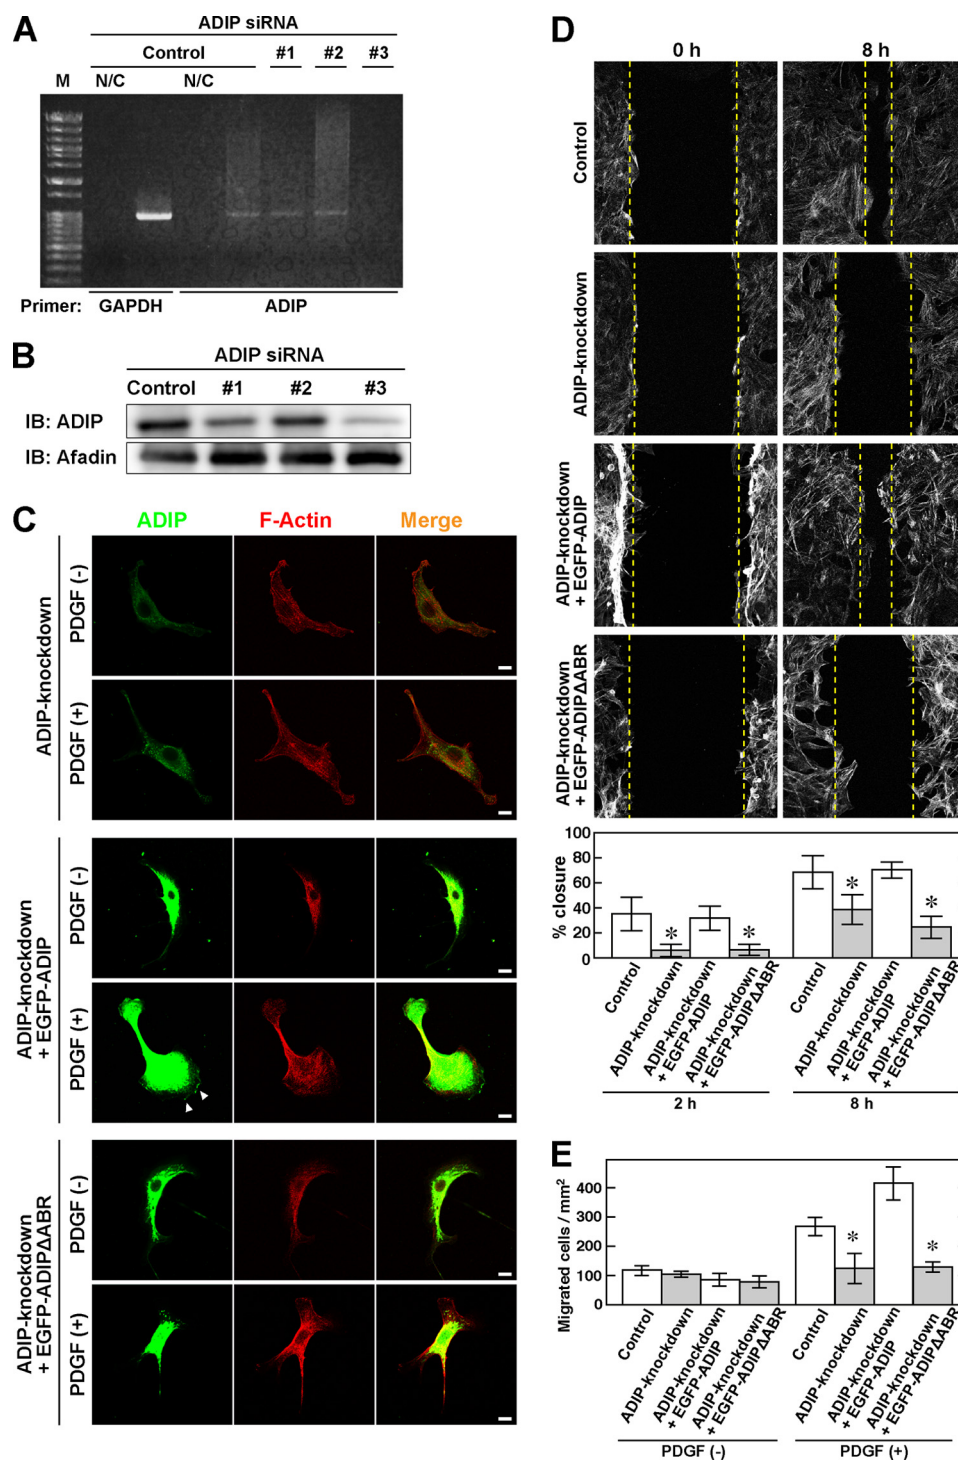 A
ADIP siRNA
Control #1 #2 #3
M N/C N/C
Primer: GAPDH ADIP
B
ADIP siRNA
Control #1 #2 #3
IB: ADIP
IB: Afadin
C
ADIP F-Actin Merge
ADIP-knockdown
PDGF (-)
PDGF (+)
ADIP-knockdown
+ EGFP-ADIP
PDGF (-)
PDGF (+)
ADIP-knockdown
+ EGFP-ADIPΔABR
PDGF (-)
PDGF (+)
D
0 h 8 h
Control
ADIP-knockdown
ADIP-knockdown
+ EGFP-ADIP
ADIP-knockdown
+ EGFP-ADIPΔABR
% closure
100
80
60
40
20
0
* * * *
Control
ADIP-knockdown
ADIP-knockdown
+ EGFP-ADIP
ADIP-knockdown
+ EGFP-ADIPΔABR
Control
ADIP-knockdown
ADIP-knockdown
+ EGFP-ADIP
ADIP-knockdown
+ EGFP-ADIPΔABR
2 h 8 h
E
Migrated cells / mm²
400
300
200
100
0
* *
Control
ADIP-knockdown
ADIP-knockdown
+ EGFP-ADIP
ADIP-knockdown
+ EGFP-ADIPΔABR
Control
ADIP-knockdown
ADIP-knockdown
+ EGFP-ADIP
ADIP-knockdown
+ EGFP-ADIPΔABR
PDGF (-) PDGF (+)